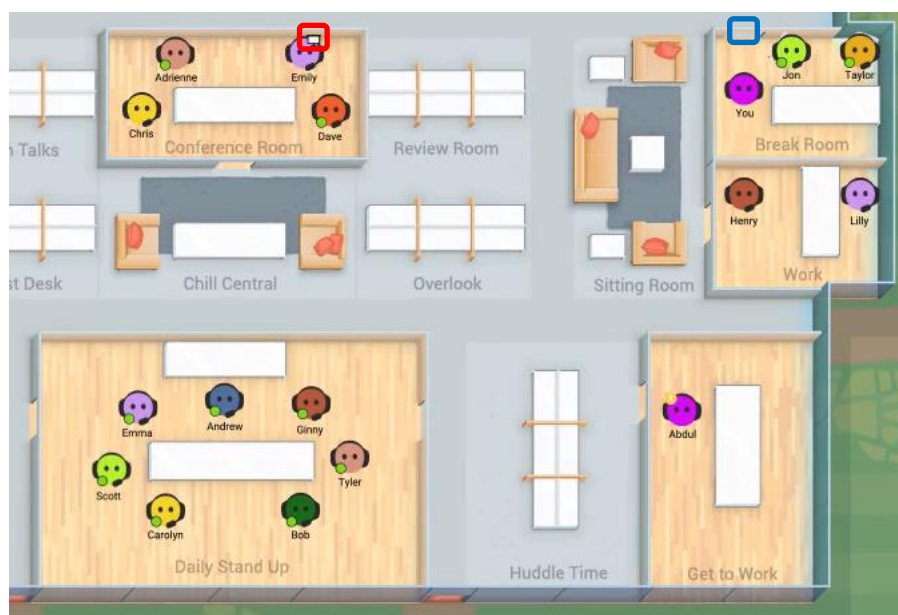 Adrienne
Emily
Chris
Dave
Conference Room
Talks
Review Room
Jon
Taylor
You
Break Room
Henry
Lilly
Work
st Desk
Chill Central
Overlook
Sitting Room
Emma
Andrew
Ginny
Scott
Tyler
Carolyn
Bob
Daily Stand Up
Abdul
Huddle Time
Get to Work